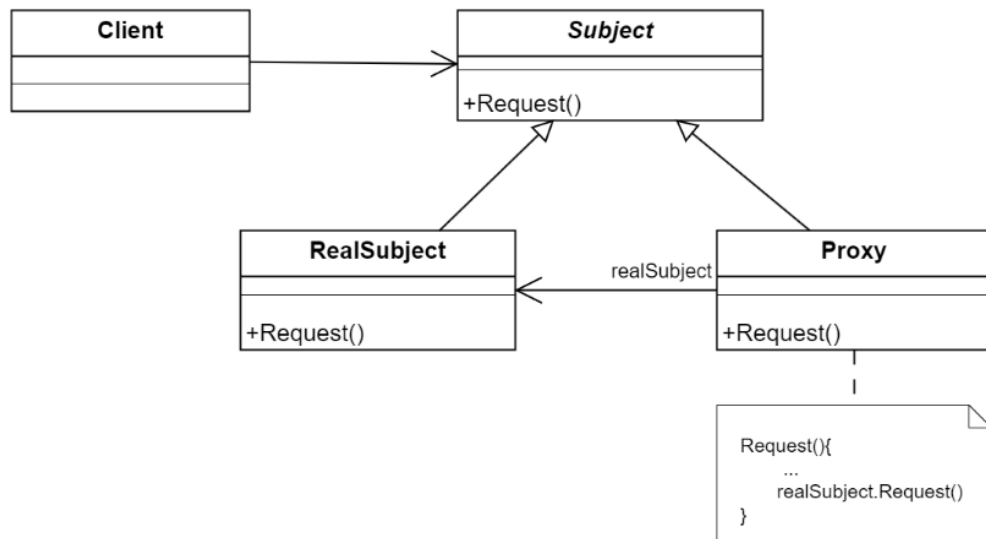 Client
Subject
+Request()
RealSubject
realSubject
Proxy
+Request()
+Request()
Request(){
...
realSubject.Request()
}